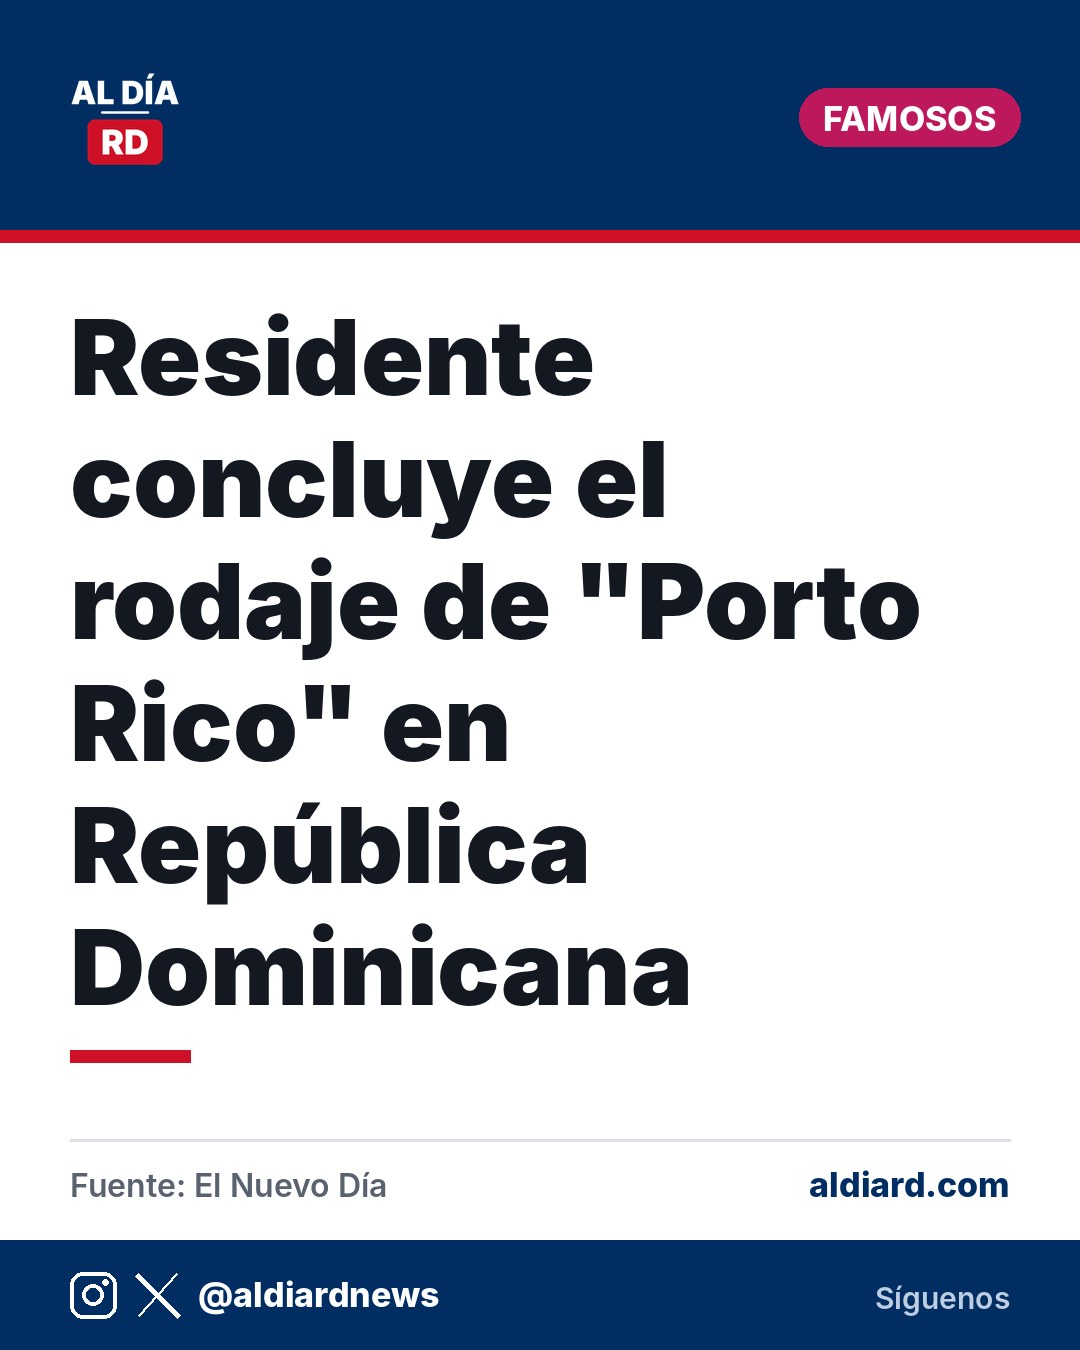 AL DÍA
RD
FAMOSOS
Residente
concluye el
rodaje de "Porto
Rico" en
República
Dominicana
Fuente: El Nuevo Día
aldiard.com
@aldiardnews
Síguenos